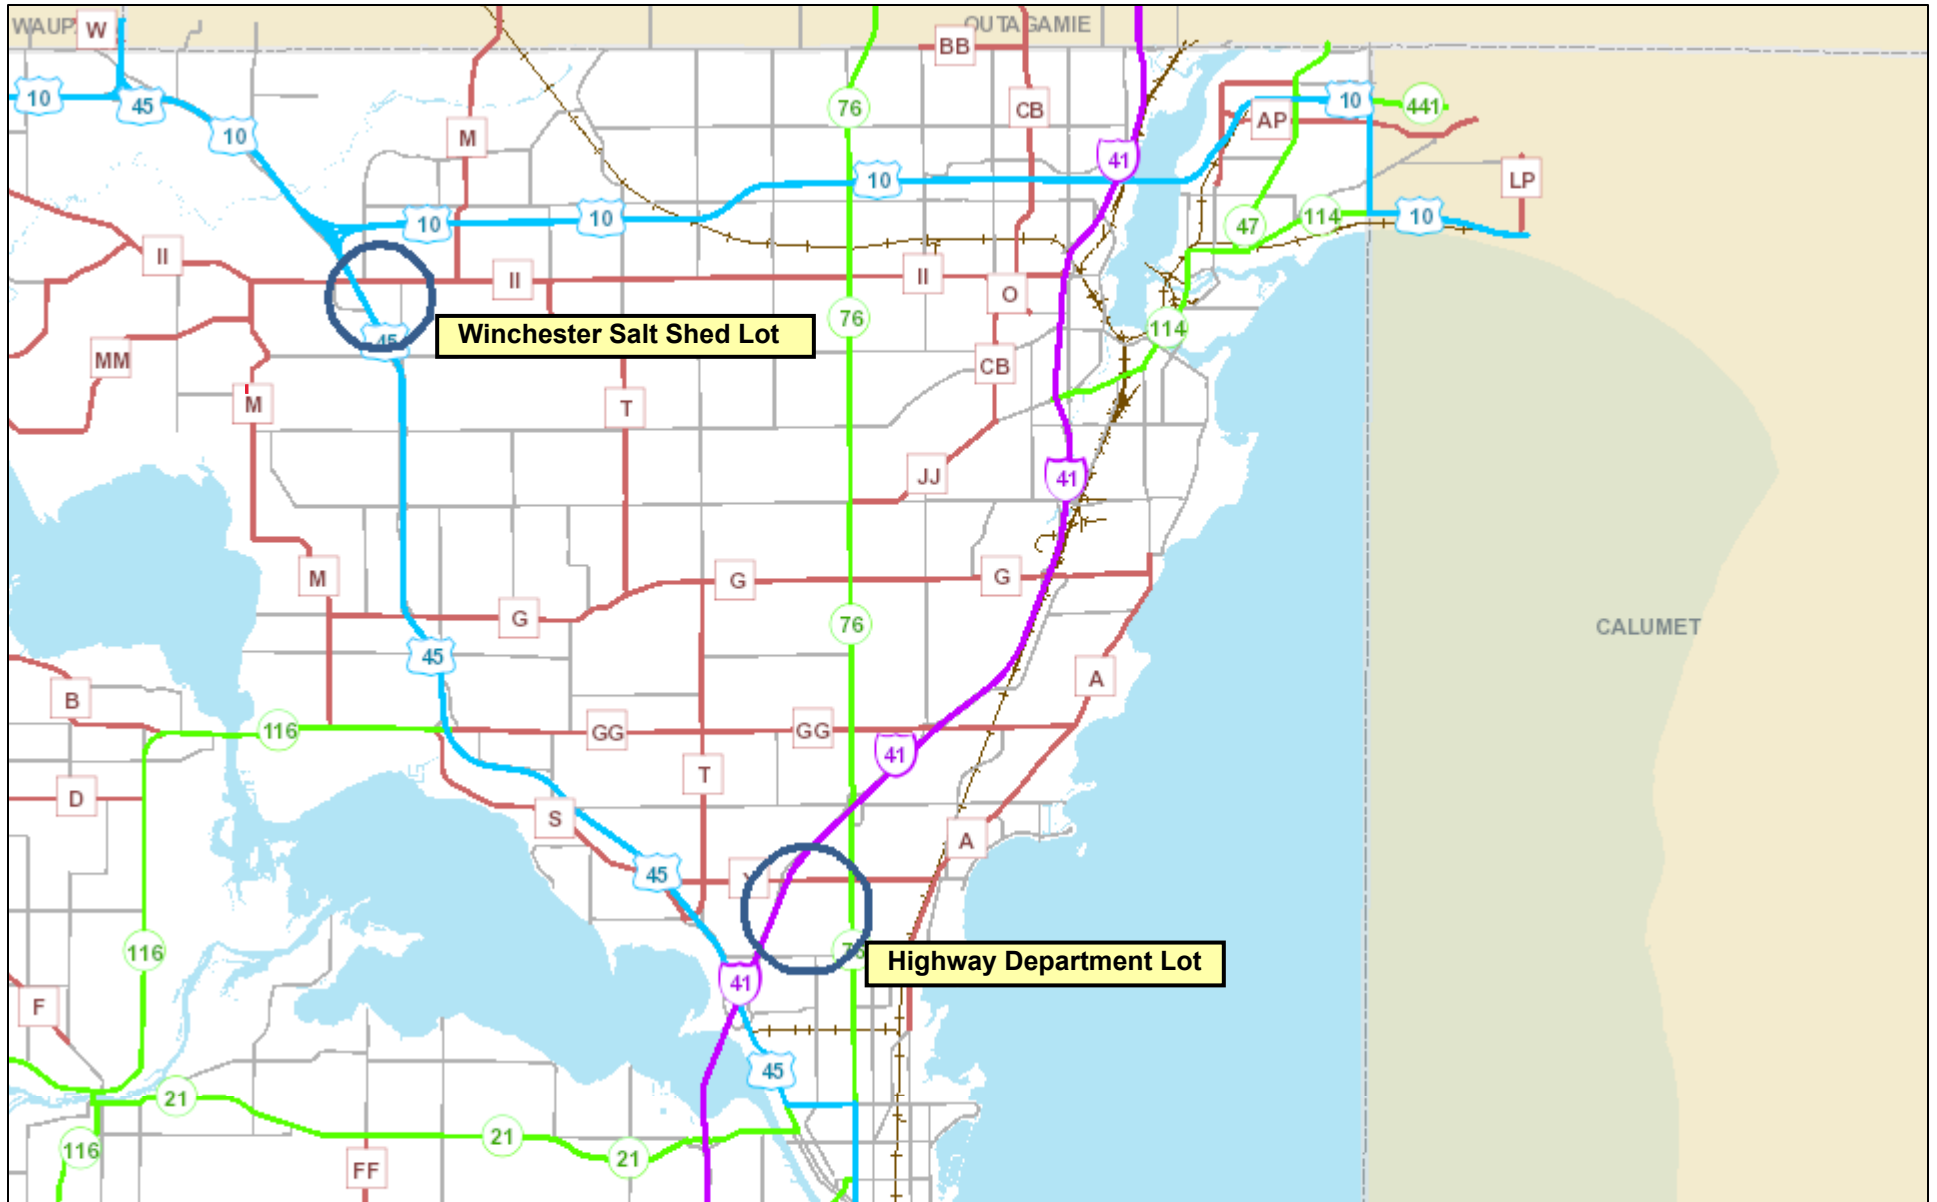 WAUP
W
OUTAGAMIE
BB
10
45
10
76
CB
10
441
AP
M
41
LP
10
10
10
47
114
10
II
II
II
O
76
114
45
Winchester Salt Shed Lot
MM
CB
M
T
JJ
41
M
G
G
G
76
CALUMET
45
A
B
116
GG
GG
41
T
D
S
A
45
Y
116
76
Highway Department Lot
41
F
45
21
116
21
21
FF